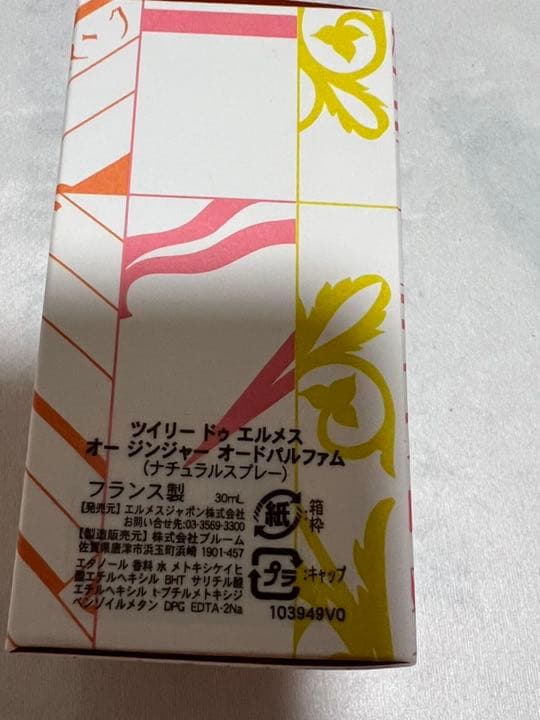 ツイリー ドゥ エルメス
オー ジンジャー オードパルファム
(ナチュラルスプレー)
フランス製 30mL
【発売元】エルメスジャポン株式会社
お問い合せ先:03-3569-3300
【製造販売元】株式会社ブルーム
佐賀県唐津市浜玉町浜崎 1901-457
エタノール 香料 水 メトキシケイヒ
酸エチルヘキシル BHT サリチル酸
エチルヘキシル t-ブチルメトキシジ
ベンゾイルメタン DPG EDTA-2Na
紙 :箱
枠
プラ :キャップ
103949V0